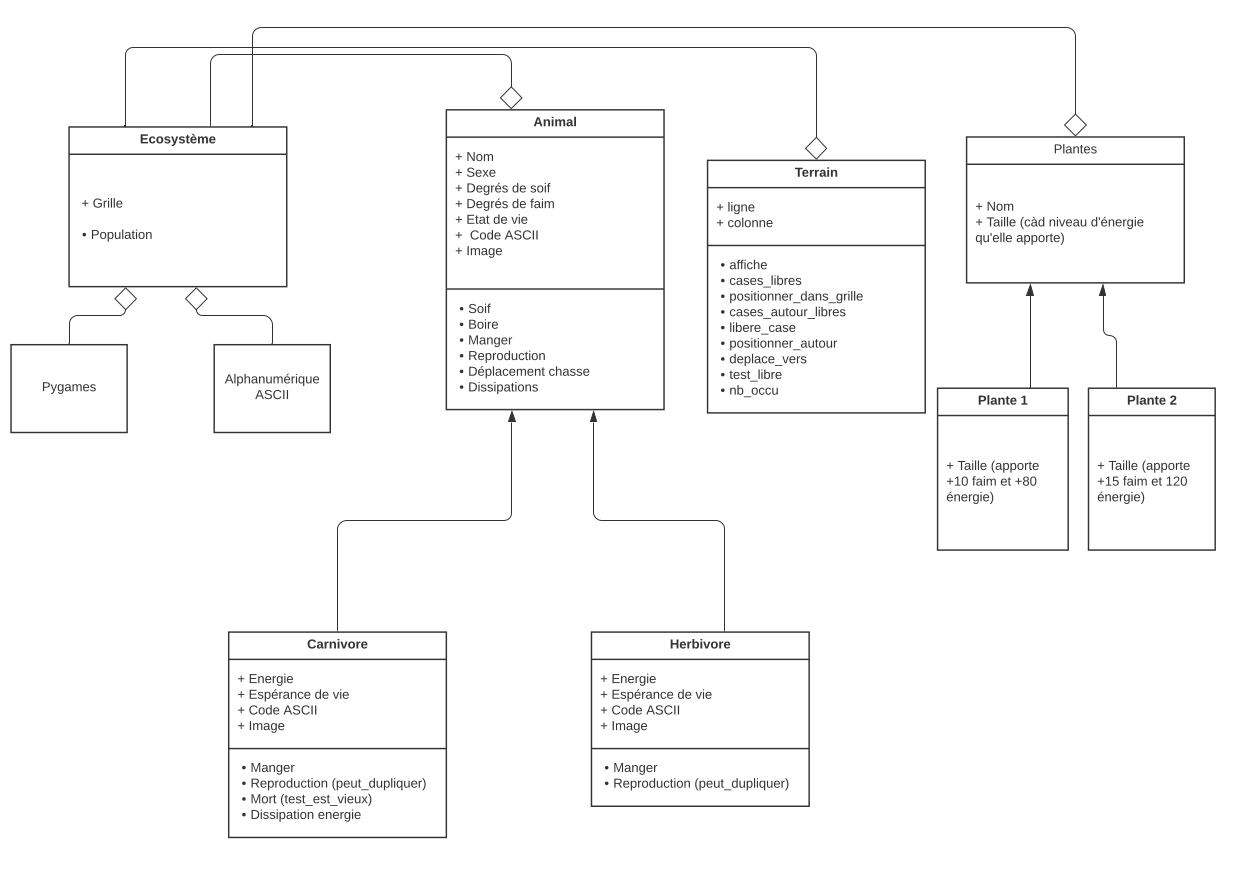 Ecosystème
+ Grille
• Population
Pygames
Alphanumérique
ASCII
Animal
+ Nom
+ Sexe
+ Degrés de soif
+ Degrés de faim
+ Etat de vie
+  Code ASCII
+ Image
• Soif
• Boire
• Manger
• Reproduction
• Déplacement chasse
• Dissipations
Terrain
+ ligne
+ colonne
• affiche
• cases_libres
• positionner_dans_grille
• cases_autour_libres
• libere_case
• positionner_autour
• deplace_vers
• test_libre
• nb_occu
Plantes
+ Nom
+ Taille (càd niveau d'énergie
qu'elle apporte)
Plante 1
+ Taille (apporte
+10 faim et +80
énergie)
Plante 2
+ Taille (apporte
+15 faim et 120
énergie)
Carnivore
+ Energie
+ Espérance de vie
+ Code ASCII
+ Image
• Manger
• Reproduction (peut_dupliquer)
• Mort (test_est_vieux)
• Dissipation energie
Herbivore
+ Energie
+ Espérance de vie
+ Code ASCII
+ Image
• Manger
• Reproduction (peut_dupliquer)